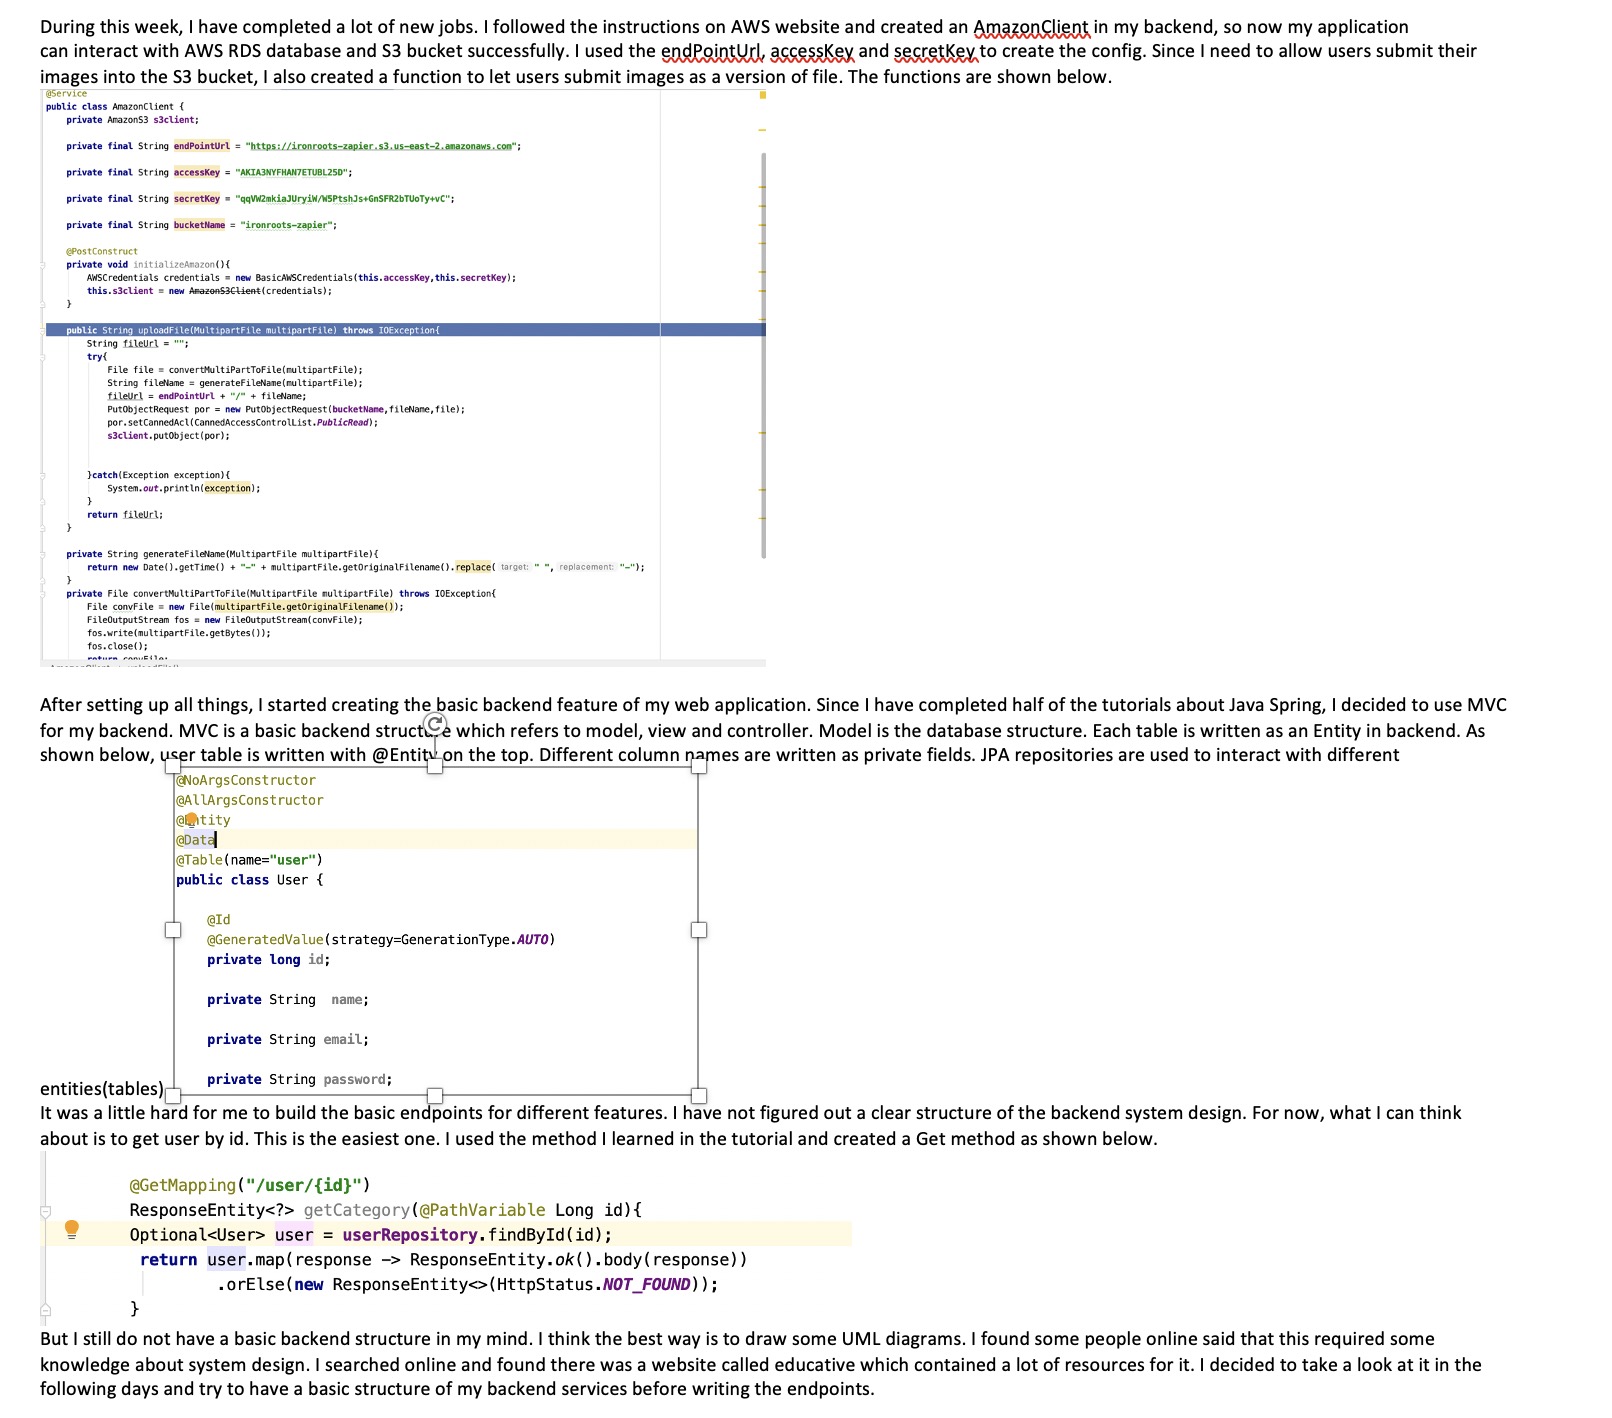 During this week, I have completed a lot of new jobs. I followed the instructions on AWS website and created an AmazonClient in my backend, so now my application
can interact with AWS RDS database and S3 bucket successfully. I used the endPointUrl, accessKey and secretKey to create the config. Since I need to allow users submit their
images into the S3 bucket, I also created a function to let users submit images as a version of file. The functions are shown below.
@Service
public class AmazonClient {
private AmazonS3 s3client;
private final String endPointUrl = "https://ironroots-zapier.s3.us-east-2.amazonaws.com";
private final String accessKey = "AKIA3NYFHAN7ETUBL25D";
private final String secretKey = "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";
private final String bucketName = "ironroots-zapier";
@PostConstruct
private void initializeAmazon(){
AWSCredentials credentials = new BasicAWSCredentials(this.accessKey,this.secretKey);
this.s3client = new AmazonS3Client(credentials);
}
public String uploadFile(MultipartFile multipartFile) throws IOException{
String fileUrl = "";
try{
File file = convertMultiPartToFile(multipartFile);
String fileName = generateFileName(multipartFile);
fileUrl = endPointUrl + "/" + fileName;
PutObjectRequest por = new PutObjectRequest(bucketName,fileName,file);
por.setCannedAcl(CannedAccessControlList.PublicRead);
s3client.putObject(por);
}catch(Exception exception){
System.out.println(exception);
}
return fileUrl;
}
private String generateFileName(MultipartFile multipartFile){
return new Date().getTime() + "-" + multipartFile.getOriginalFilename().replace( target: " ", replacement: "-");
}
private File convertMultiPartToFile(MultipartFile multipartFile) throws IOException{
File convFile = new File(multipartFile.getOriginalFilename());
FileOutputStream fos = new FileOutputStream(convFile);
fos.write(multipartFile.getBytes());
fos.close();
return convFile;
After setting up all things, I started creating the basic backend feature of my web application. Since I have completed half of the tutorials about Java Spring, I decided to use MVC
for my backend. MVC is a basic backend structure which refers to model, view and controller. Model is the database structure. Each table is written as an Entity in backend. As
shown below, user table is written with @Entity on the top. Different column names are written as private fields. JPA repositories are used to interact with different
@NoArgsConstructor
@AllArgsConstructor
@Entity
@Data
@Table(name="user")
public class User {
@Id
@GeneratedValue(strategy=GenerationType.AUTO)
private long id;
private String name;
private String email;
private String password;
entities(tables)
It was a little hard for me to build the basic endpoints for different features. I have not figured out a clear structure of the backend system design. For now, what I can think
about is to get user by id. This is the easiest one. I used the method I learned in the tutorial and created a Get method as shown below.
@GetMapping("/user/{id}")
ResponseEntity<?> getCategory(@PathVariable Long id){
Optional<User> user = userRepository.findById(id);
return user.map(response -> ResponseEntity.ok().body(response))
.orElse(new ResponseEntity<>(HttpStatus.NOT_FOUND));
}
But I still do not have a basic backend structure in my mind. I think the best way is to draw some UML diagrams. I found some people online said that this required some
knowledge about system design. I searched online and found there was a website called educative which contained a lot of resources for it. I decided to take a look at it in the
following days and try to have a basic structure of my backend services before writing the endpoints.